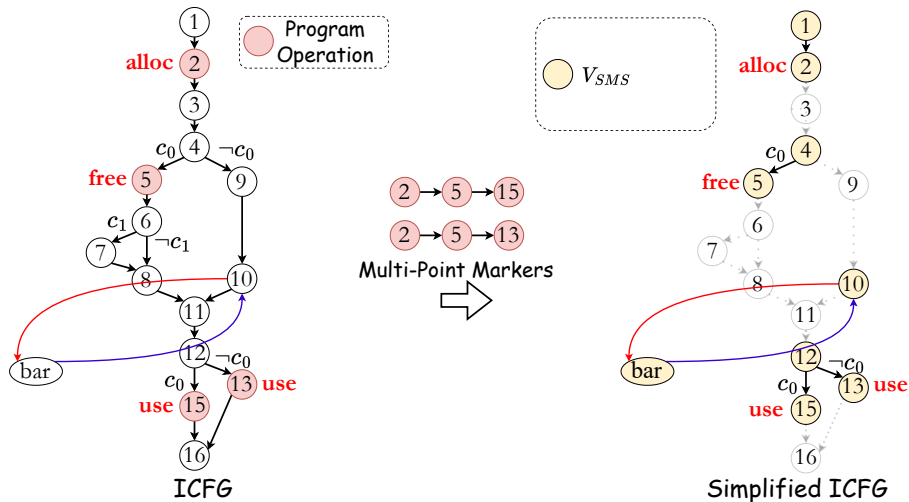 1
Program
Operation
alloc
2
3
4
c₀
¬c₀
free
5
9
6
c₁
¬c₁
7
8
10
11
bar
12
¬c₀
c₀
13
use
use
15
16
ICFG
2
5
15
2
5
13
Multi-Point Markers
V_SMS
1
alloc
2
3
4
c₀
free
5
9
6
7
8
10
11
bar
12
¬c₀
c₀
13
use
use
15
16
Simplified ICFG